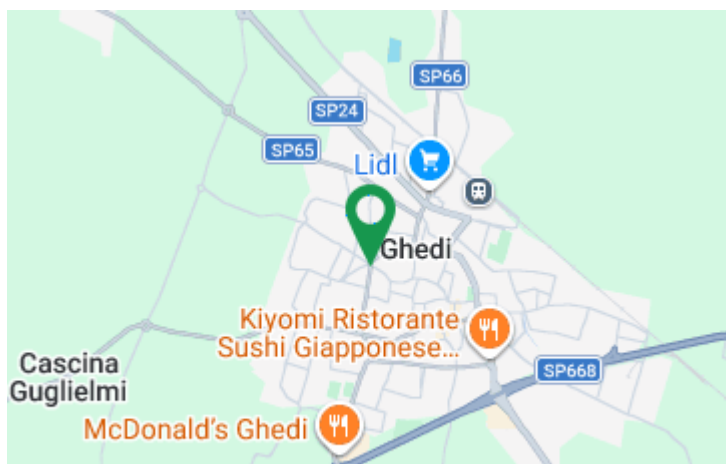 SP66
SP24
SP65
Lidl
Ghedi
Kiyomi Ristorante
Sushi Giapponese...
SP668
Cascina
Guglielmi
McDonald's Ghedi